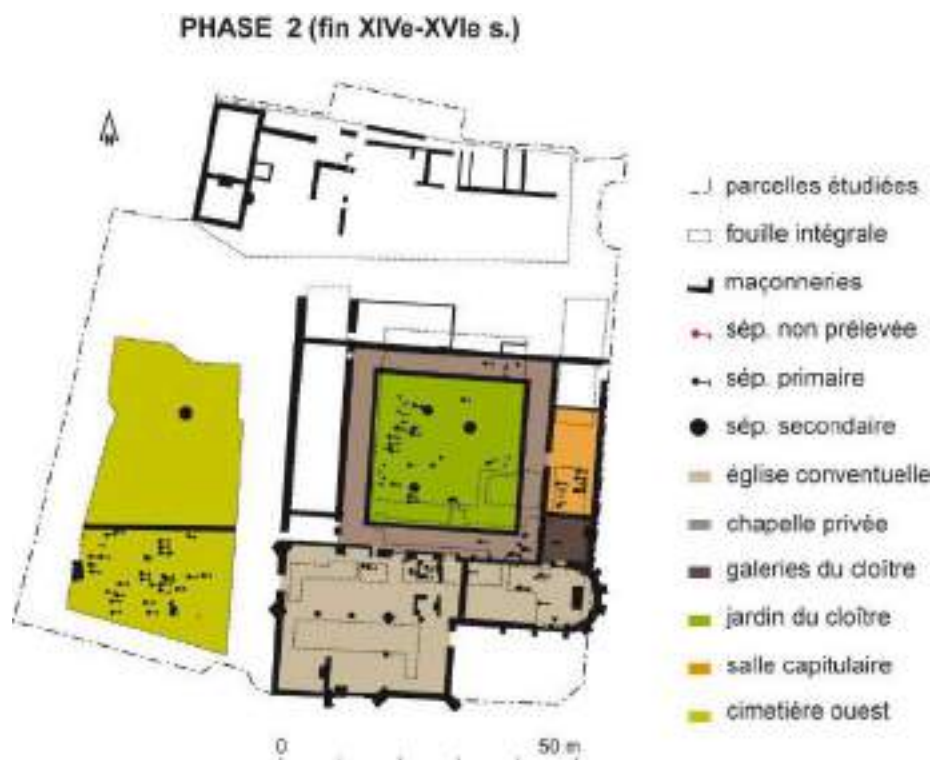 PHASE 2 (fin XIVe-XVIe s.)
parcelles étudiées
fouille intégrale
maçonneries
sép. non prélevée
sép. primaire
sép. secondaire
église conventuelle
chapelle privée
galeries du cloître
jardin du cloître
salle capitulaire
cimetière ouest
0 50 m